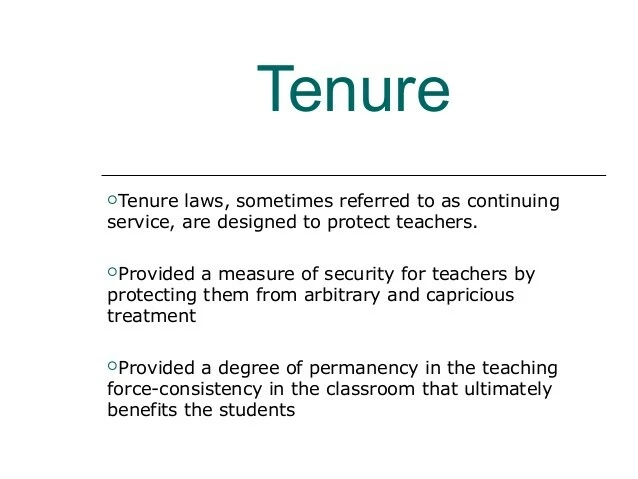 Tenure
○Tenure laws, sometimes referred to as continuing
service, are designed to protect teachers.
○Provided a measure of security for teachers by
protecting them from arbitrary and capricious
treatment
○Provided a degree of permanency in the teaching
force-consistency in the classroom that ultimately
benefits the students